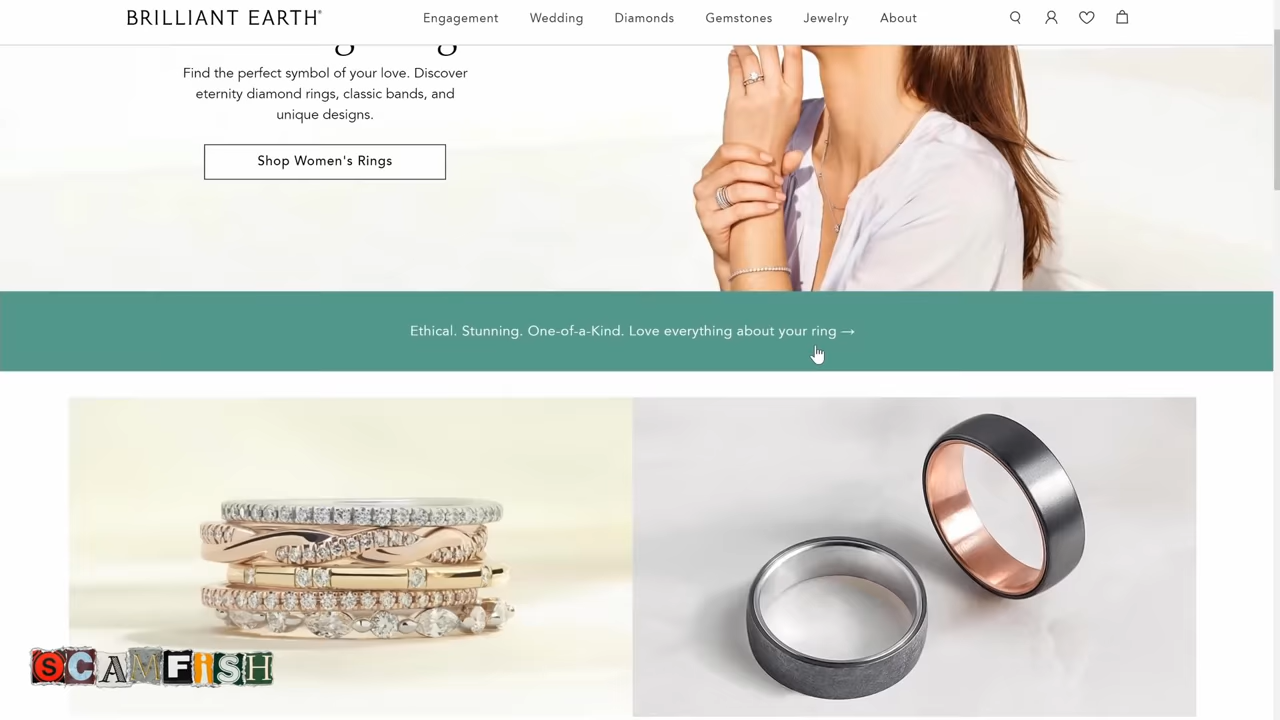 BRILLIANT EARTH®
Engagement
Wedding
Diamonds
Gemstones
Jewelry
About
Find the perfect symbol of your love. Discover
eternity diamond rings, classic bands, and
unique designs.
Shop Women's Rings
Ethical. Stunning. One-of-a-Kind. Love everything about your ring →
SCAMFiSH